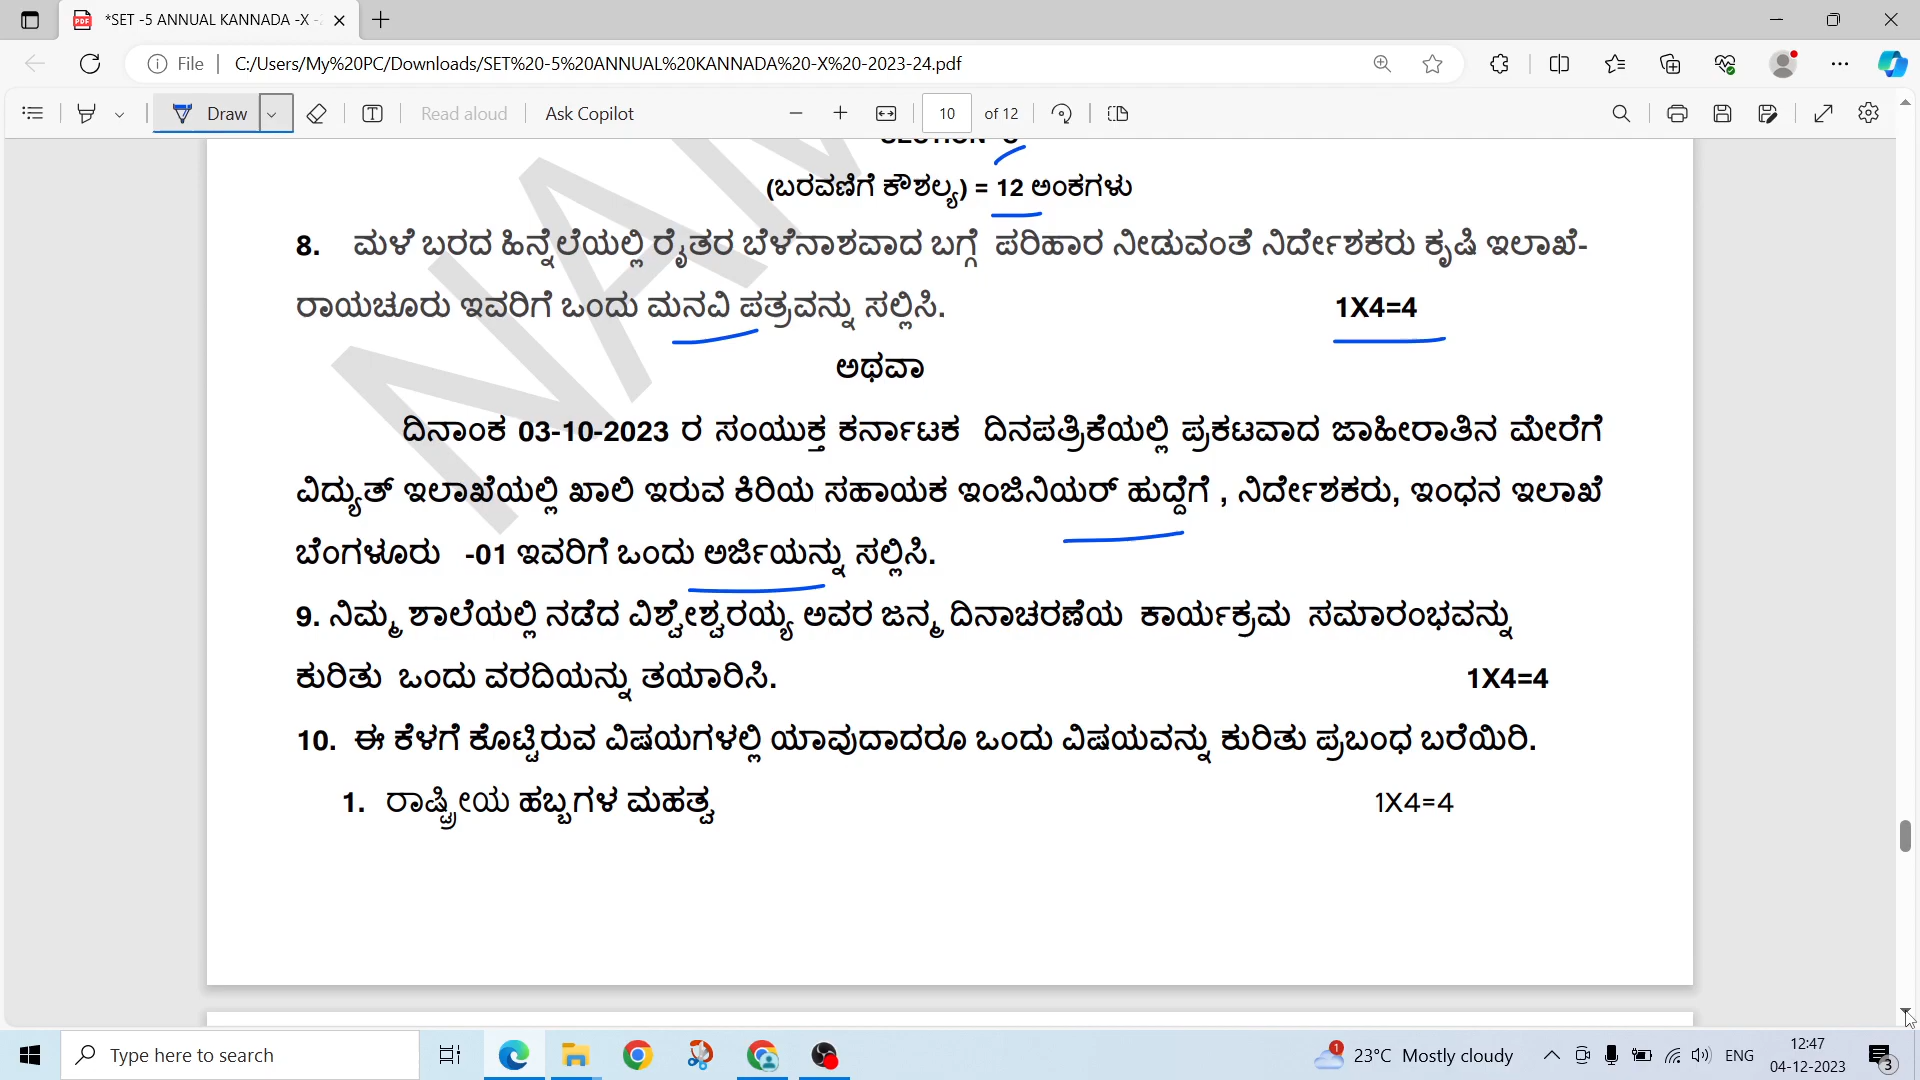 *SET -5 ANNUAL KANNADA -X -2
File
C:/Users/My%20PC/Downloads/SET%20-5%20ANNUAL%20KANNADA%20-X%20-2023-24.pdf
Draw
Read aloud
Ask Copilot
10 of 12
(ಬರವಣಿಗೆ ಕೌಶಲ್ಯ) = 12 ಅಂಕಗಳು
8. ಮಳೆ ಬರದ ಹಿನ್ನೆಲೆಯಲ್ಲಿ ರೈತರ ಬೆಳೆನಾಶವಾದ ಬಗ್ಗೆ ಪರಿಹಾರ ನೀಡುವಂತೆ ನಿರ್ದೇಶಕರು ಕೃಷಿ ಇಲಾಖೆ-
ರಾಯಚೂರು ಇವರಿಗೆ ಒಂದು ಮನವಿ ಪತ್ರವನ್ನು ಸಲ್ಲಿಸಿ. 1X4=4
ಅಥವಾ
ದಿನಾಂಕ 03-10-2023 ರ ಸಂಯುಕ್ತ ಕರ್ನಾಟಕ ದಿನಪತ್ರಿಕೆಯಲ್ಲಿ ಪ್ರಕಟವಾದ ಜಾಹೀರಾತಿನ ಮೇರೆಗೆ
ವಿದ್ಯುತ್ ಇಲಾಖೆಯಲ್ಲಿ ಖಾಲಿ ಇರುವ ಕಿರಿಯ ಸಹಾಯಕ ಇಂಜಿನಿಯರ್ ಹುದ್ದೆಗೆ , ನಿರ್ದೇಶಕರು, ಇಂಧನ ಇಲಾಖೆ
ಬೆಂಗಳೂರು -01 ಇವರಿಗೆ ಒಂದು ಅರ್ಜಿಯನ್ನು ಸಲ್ಲಿಸಿ.
9. ನಿಮ್ಮ ಶಾಲೆಯಲ್ಲಿ ನಡೆದ ವಿಶ್ವೇಶ್ವರಯ್ಯ ಅವರ ಜನ್ಮ ದಿನಾಚರಣೆಯ ಕಾರ್ಯಕ್ರಮ ಸಮಾರಂಭವನ್ನು
ಕುರಿತು ಒಂದು ವರದಿಯನ್ನು ತಯಾರಿಸಿ. 1X4=4
10. ಈ ಕೆಳಗೆ ಕೊಟ್ಟಿರುವ ವಿಷಯಗಳಲ್ಲಿ ಯಾವುದಾದರೂ ಒಂದು ವಿಷಯವನ್ನು ಕುರಿತು ಪ್ರಬಂಧ ಬರೆಯಿರಿ.
1. ರಾಷ್ಟ್ರೀಯ ಹಬ್ಬಗಳ ಮಹತ್ವ 1X4=4
Type here to search
1
23°C Mostly cloudy
ENG
12:47
04-12-2023
3